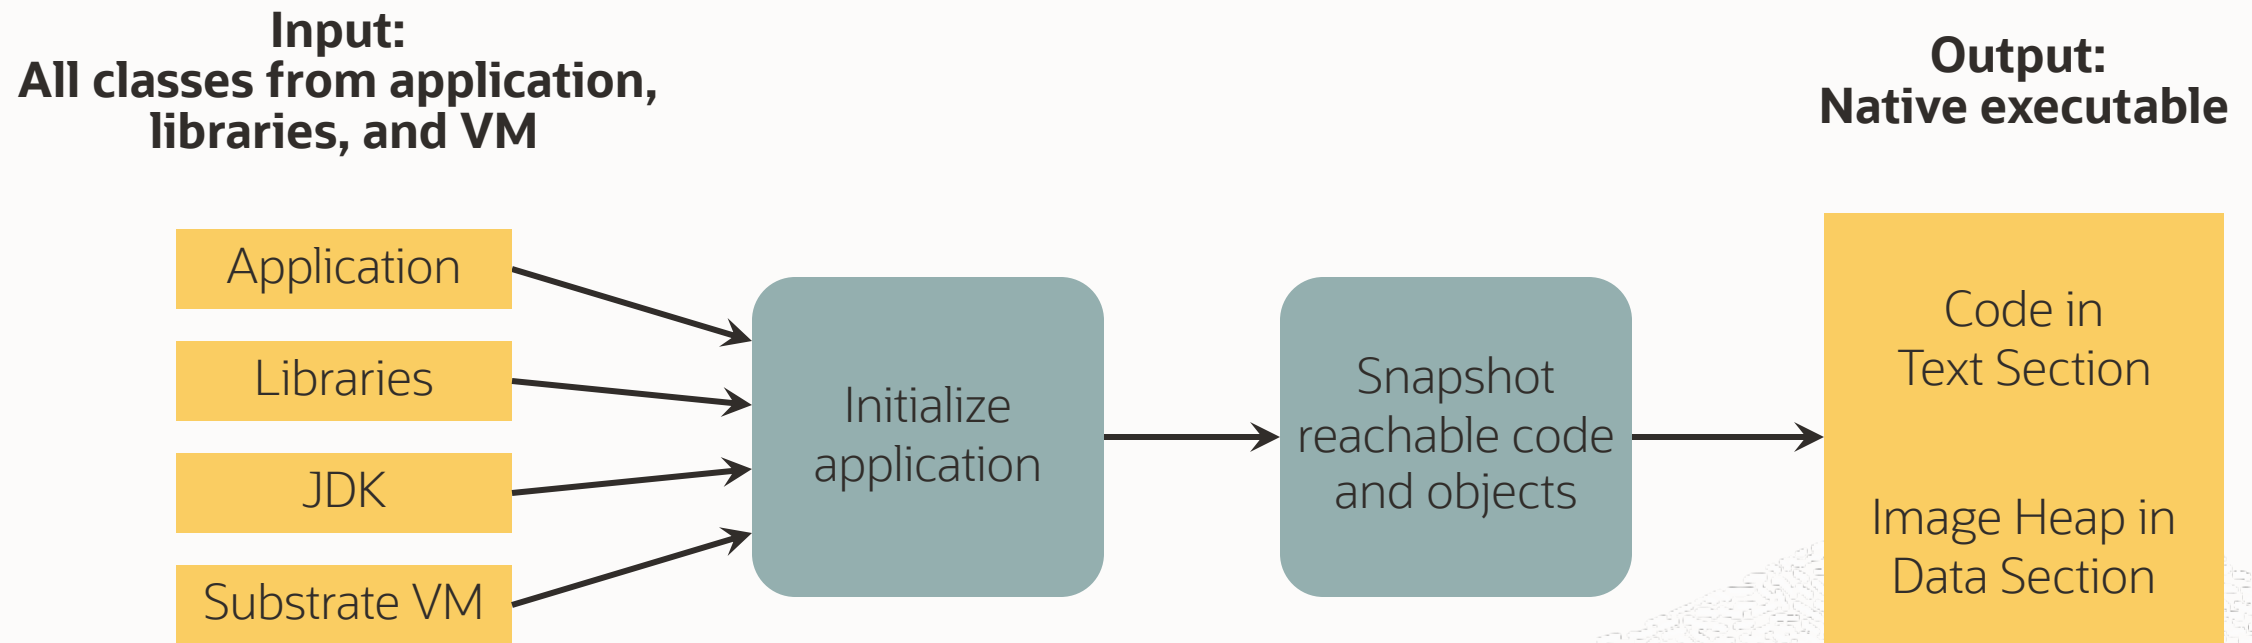 Input:
All classes from application,
libraries, and VM
Output:
Native executable
Application
Libraries
JDK
Substrate VM
Initialize
application
Snapshot
reachable code
and objects
Code in
Text Section
Image Heap in
Data Section